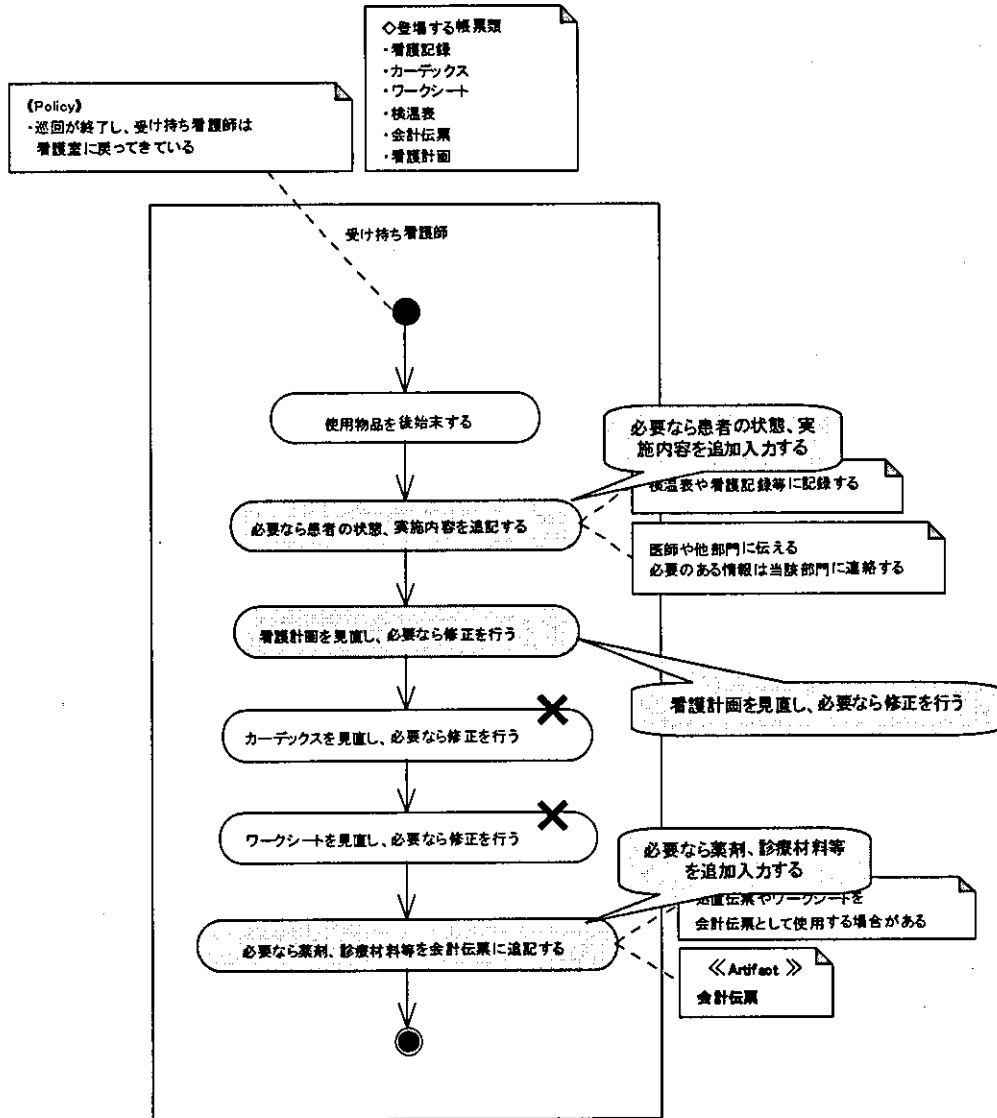 ◇登場する帳票類
・看護記録
・カーデックス
・ワークシート
・検温表
・会計伝票
・看護計画
《Policy》
・巡回が終了し、受け持ち看護師は
看護室に戻ってきている
受け持ち看護師
使用物品を後始末する
必要なら患者の状態、実
施内容を追加入力する
検温表や看護記録等に記録する
必要なら患者の状態、実施内容を追記する
医師や他部門に伝える
必要のある情報は当該部門に連絡する
看護計画を見直し、必要なら修正を行う
看護計画を見直し、必要なら修正を行う
カーデックスを見直し、必要なら修正を行う
ワークシートを見直し、必要なら修正を行う
必要なら薬剤、診療材料等
を追加入力する
処置伝票やワークシートを
会計伝票として使用する場合がある
必要なら薬剤、診療材料等を会計伝票に追記する
≪Artifact≫
会計伝票